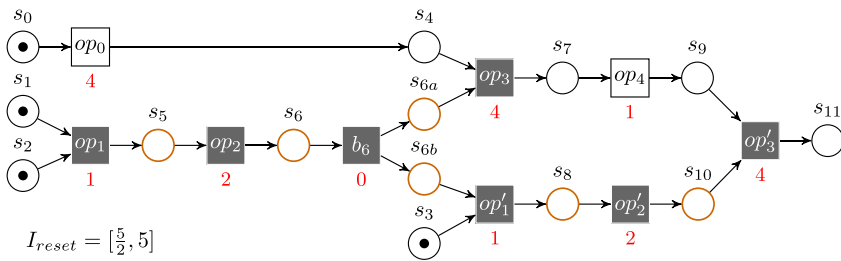 s₀ s₄
op₀ s₇ s₉
4
s₁ s₆ₐ op₃ op₄
4 1 s₁₁
s₅ s₆
s₂ op₁ op₂ b₆ s₆b op′₃
1 2 0 s₈ s₁₀ 4
s₃ op′₁ op′₂
1 2
I_reset = [5/2, 5]